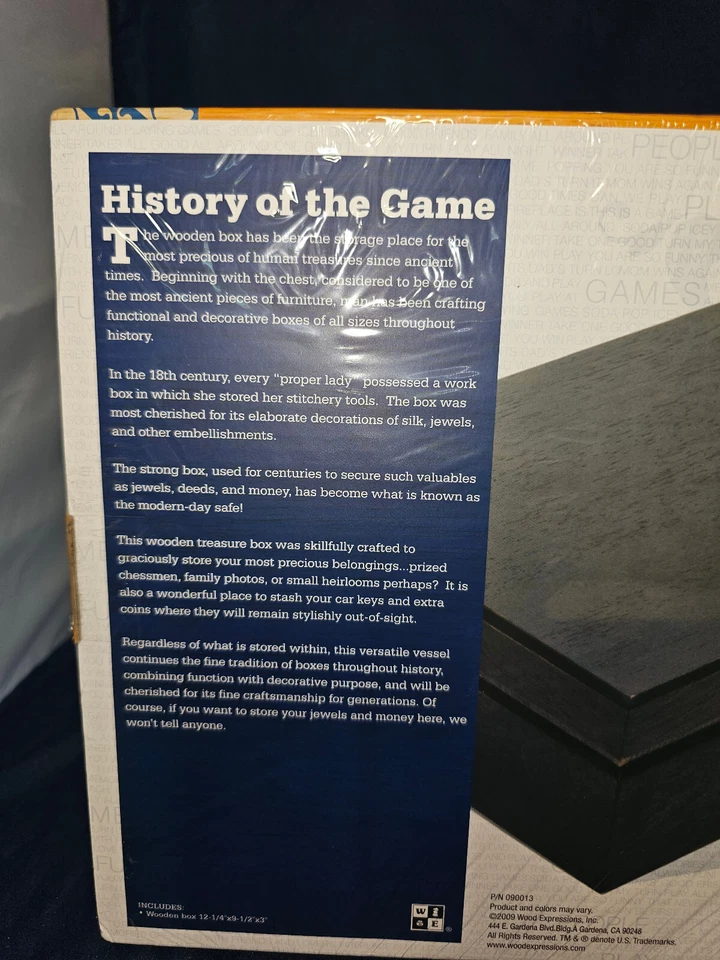 History of the Game
The wooden box has been the storage place for the
most precious of human treasures since ancient
times. Beginning with the chest, considered to be one of
the most ancient pieces of furniture, man has been crafting
functional and decorative boxes of all sizes throughout
history.
In the 18th century, every "proper lady" possessed a work
box in which she stored her stitchery tools. The box was
most cherished for its elaborate decorations of silk, jewels,
and other embellishments.
The strong box, used for centuries to secure such valuables
as jewels, deeds, and money, has become what is known as
the modern-day safe!
This wooden treasure box was skillfully crafted to
graciously store your most precious belongings...prized
chessmen, family photos, or small heirlooms perhaps? It is
also a wonderful place to stash your car keys and extra
coins where they will remain stylishly out-of-sight.
Regardless of what is stored within, this versatile vessel
continues the fine tradition of boxes throughout history,
combining function with decorative purpose, and will be
cherished for its fine craftsmanship for generations. Of
course, if you want to store your jewels and money here, we
won't tell anyone.
INCLUDES:
• Wooden box 12-1/4"x9-1/2"x3"
®
P/N 090013
Product and colors may vary.
©2009 Wood Expressions, Inc.
444 E. Gardena Blvd.Bldg.A Gardena, CA 90248
All Rights Reserved. TM & ® denote U.S. Trademarks.
www.woodexpressions.com
PEOPL
GAMES